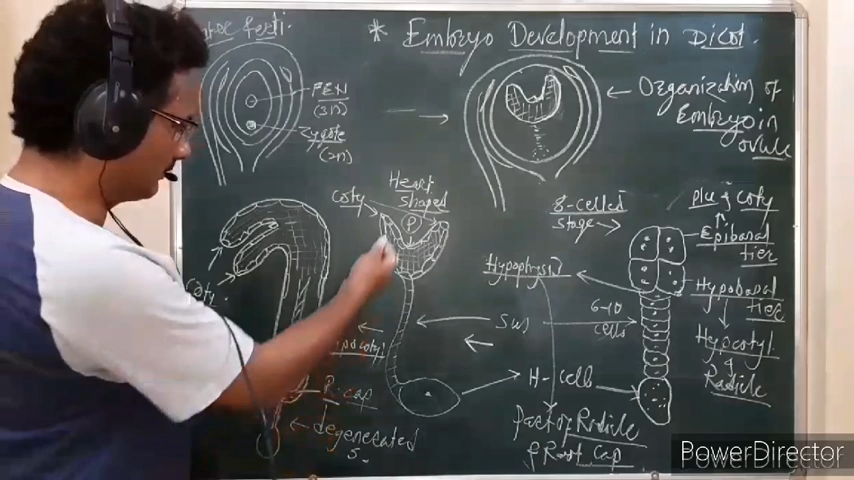 * Embryo Development in Dicot.
PEN
(3n)
Zygote
(2n)
Organization of
Embryo in
ovule
Heart
shaped
Coty
P
8-celled
stage
plu & coty
Epibasal
tier
Hypophysis
Hypobasal
tier
6-10
cells
Sus
Hypocotyl
&
Radicle
Coty.
H-cell
R.cap
part of Radicle
& Root cap
degenerated
S.
PowerDirector